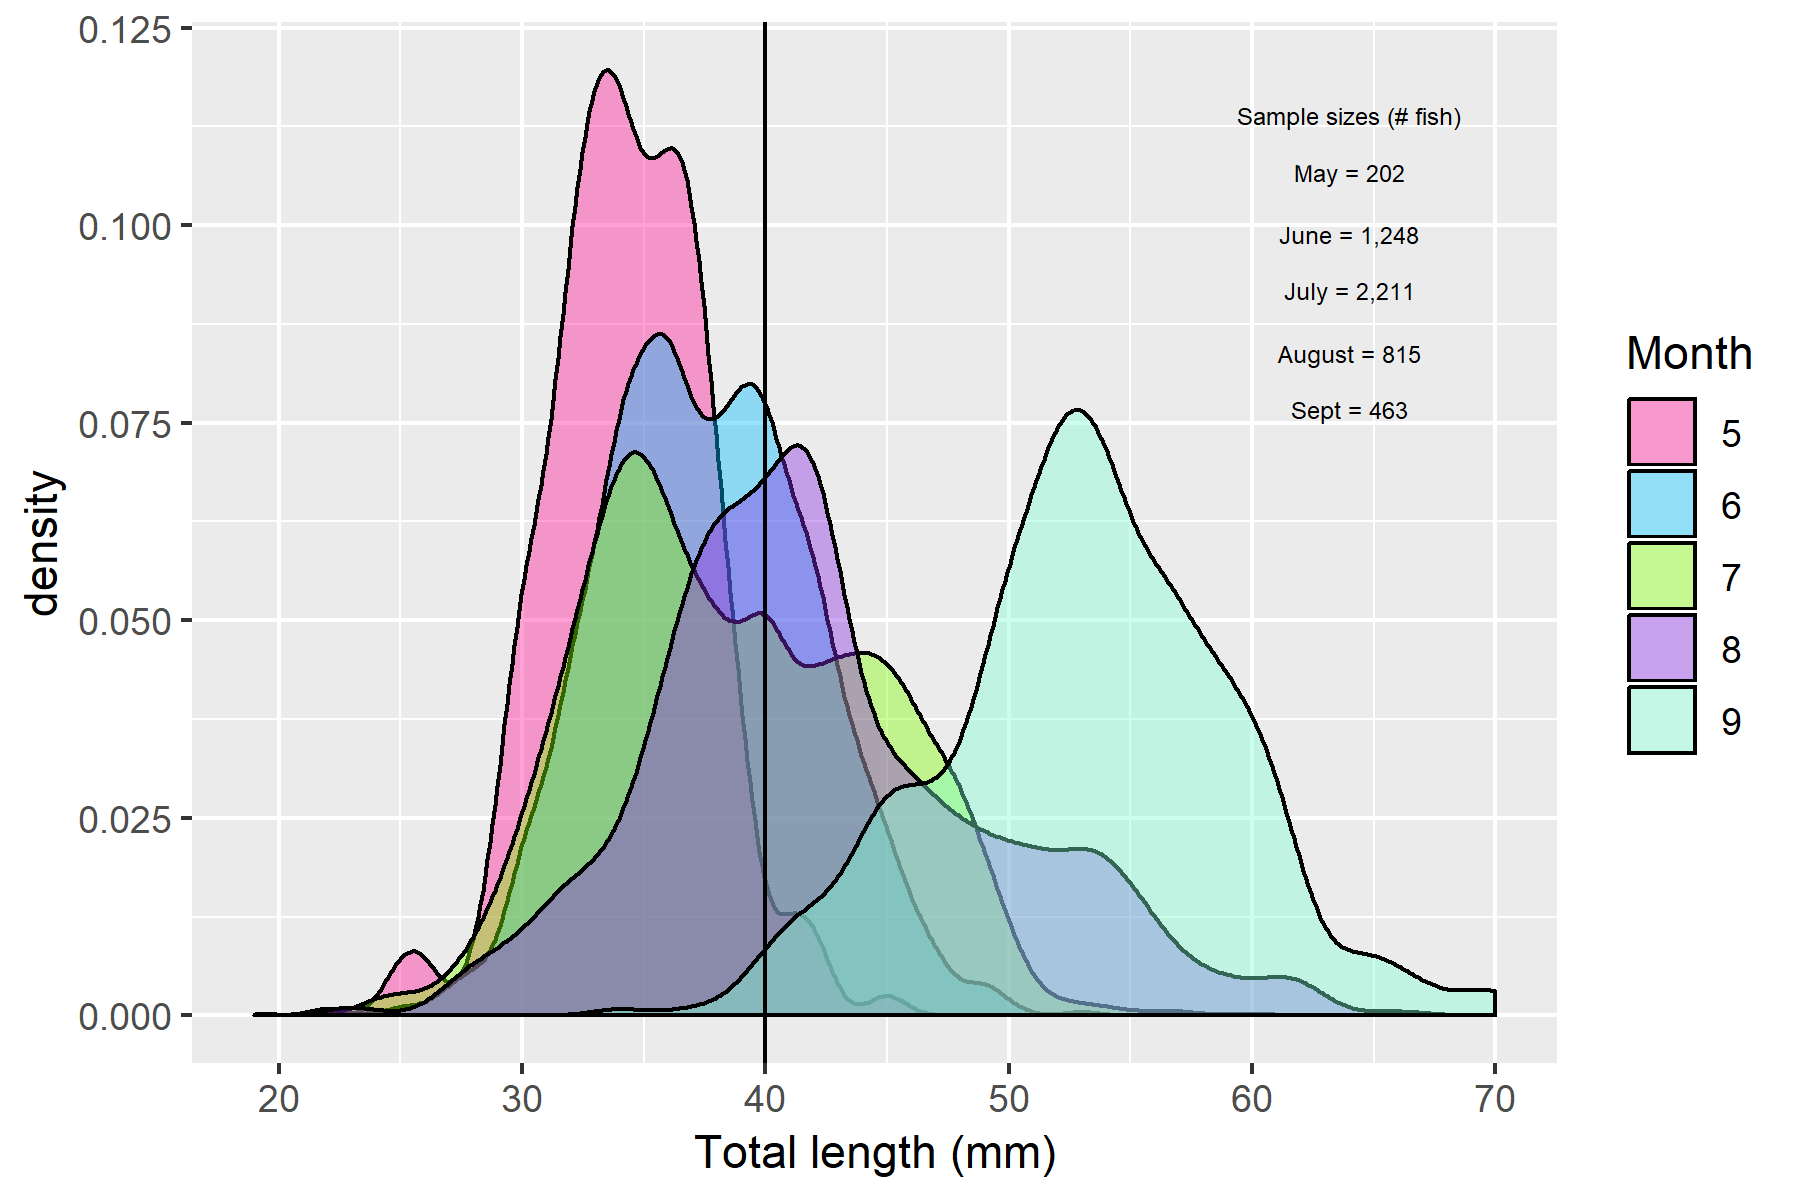 0.125
0.100
0.075
0.050
0.025
0.000
density
20 30 40 50 60 70
Total length (mm)
Sample sizes (# fish)
May = 202
June = 1,248
July = 2,211
August = 815
Sept = 463
Month
5
6
7
8
9